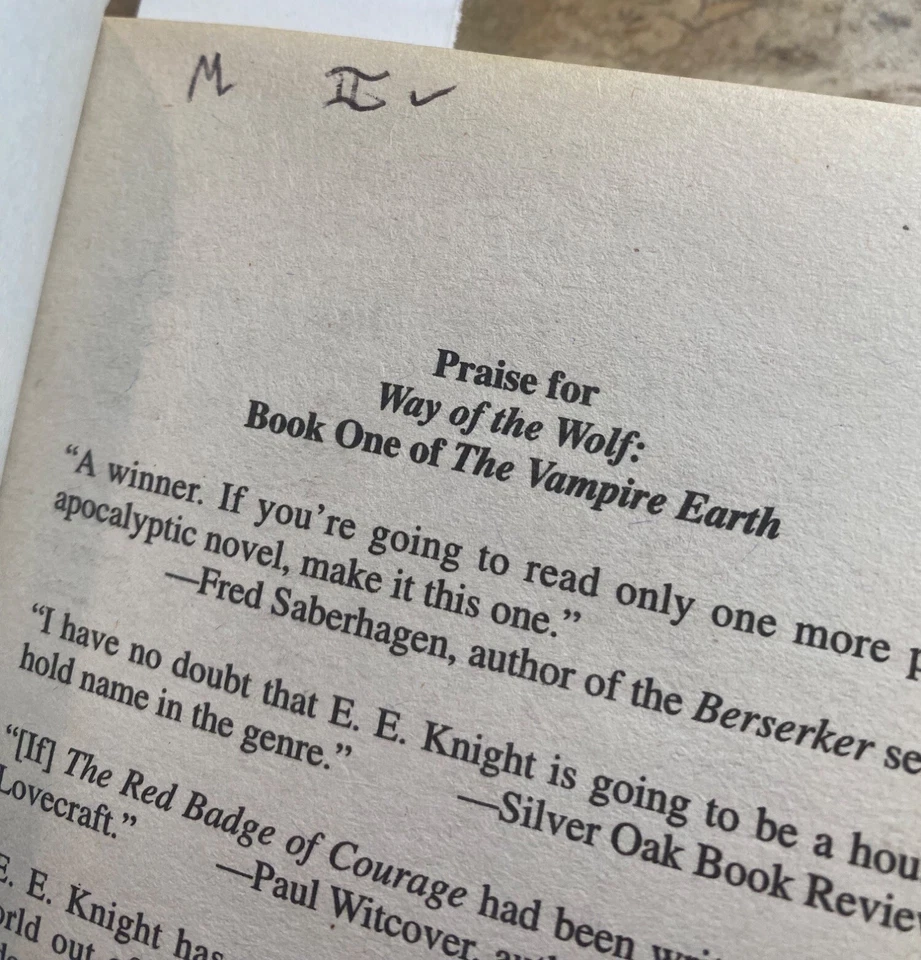 M II ✓
Praise for
Way of the Wolf:
Book One of The Vampire Earth
“A winner. If you’re going to read only one more
apocalyptic novel, make it this one.”
—Fred Saberhagen, author of the Berserker
“I have no doubt that E. E. Knight is going to be a hou
hold name in the genre.”
—Silver Oak Book Review
“[If] The Red Badge of Courage had been
Lovecraft.”
—Paul Witcover,
E. E. Knight has
out